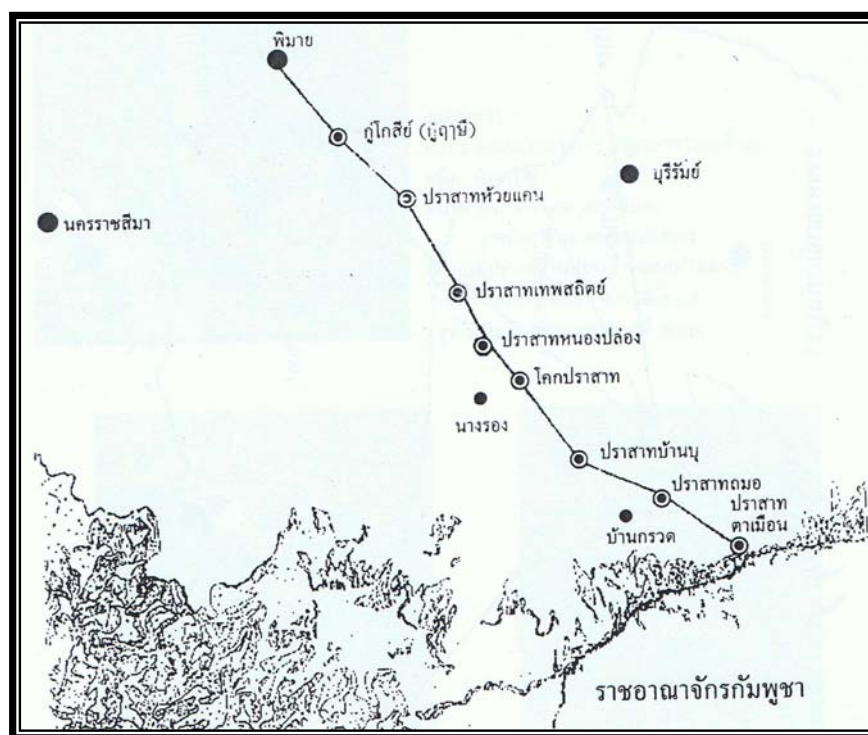 พิมาย
กู่โกสีย์ (กู่ฤาษี)
บุรีรัมย์
ปราสาทห้วยแคน
นครราชสีมา
ปราสาทเทพสถิตย์
ปราสาทหนองปล่อง
โคกปราสาท
นางรอง
ปราสาทบ้านบุ
ปราสาทถมอ
ปราสาท
ตาเมือน
บ้านกรวด
ราชอาณาจักรกัมพูชา